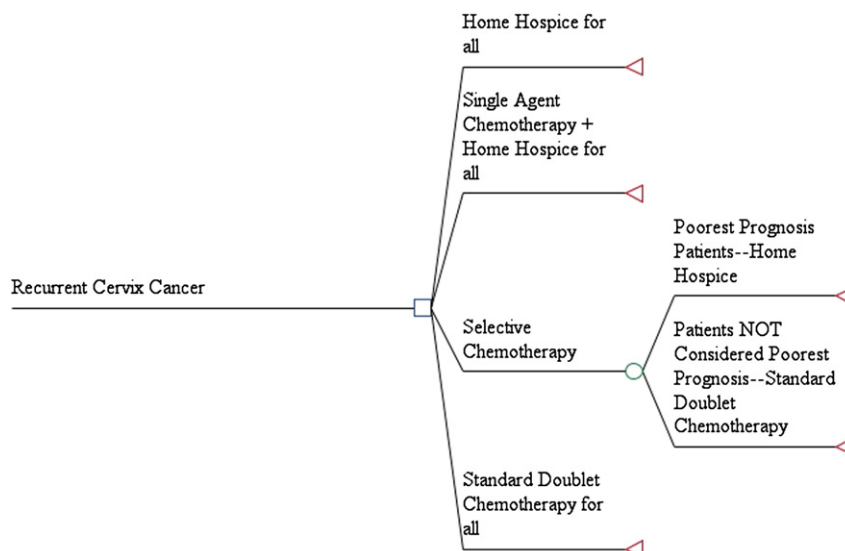 Home Hospice for
all
Single Agent
Chemotherapy +
Home Hospice for
all
Recurrent Cervix Cancer
Selective
Chemotherapy
Poorest Prognosis
Patients--Home
Hospice
Patients NOT
Considered Poorest
Prognosis--Standard
Doublet
Chemotherapy
Standard Doublet
Chemotherapy for
all